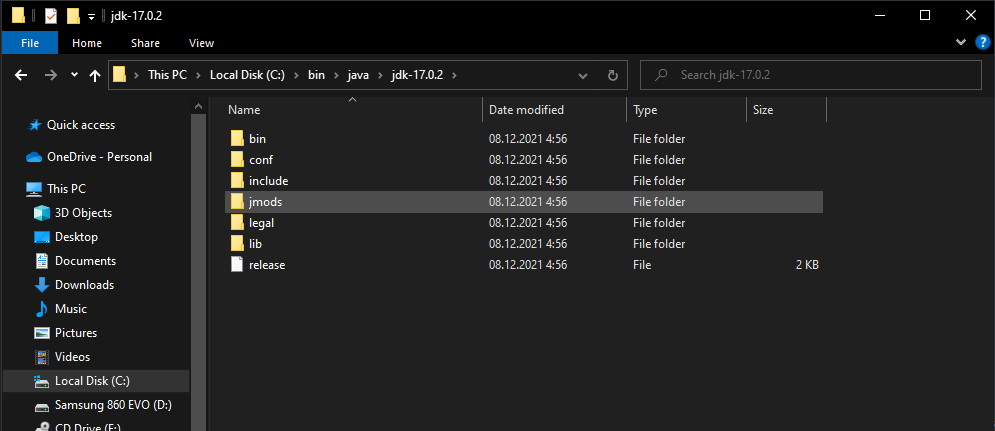 jdk-17.0.2
File Home Share View
This PC Local Disk (C:) bin java jdk-17.0.2 Search jdk-17.0.2
Name Date modified Type Size
Quick access
OneDrive - Personal
This PC
3D Objects
Desktop
Documents
Downloads
Music
Pictures
Videos
Local Disk (C:)
Samsung 860 EVO (D:)
CD Drive (F:)
bin 08.12.2021 4:56 File folder
conf 08.12.2021 4:56 File folder
include 08.12.2021 4:56 File folder
jmods 08.12.2021 4:56 File folder
legal 08.12.2021 4:56 File folder
lib 08.12.2021 4:56 File folder
release 08.12.2021 4:56 File 2 KB